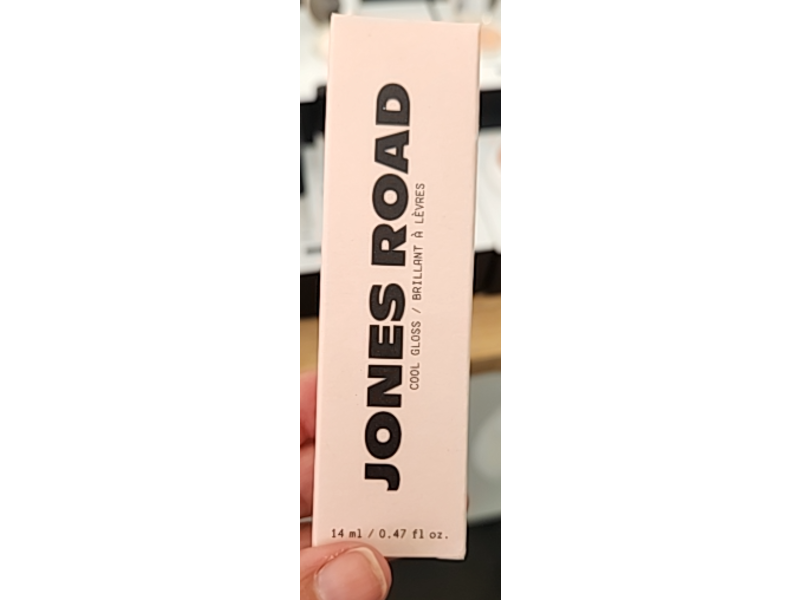 JONES ROAD
COOL GLOSS / BRILLANT À LÈVRES
14 ml / 0.47 fl oz.